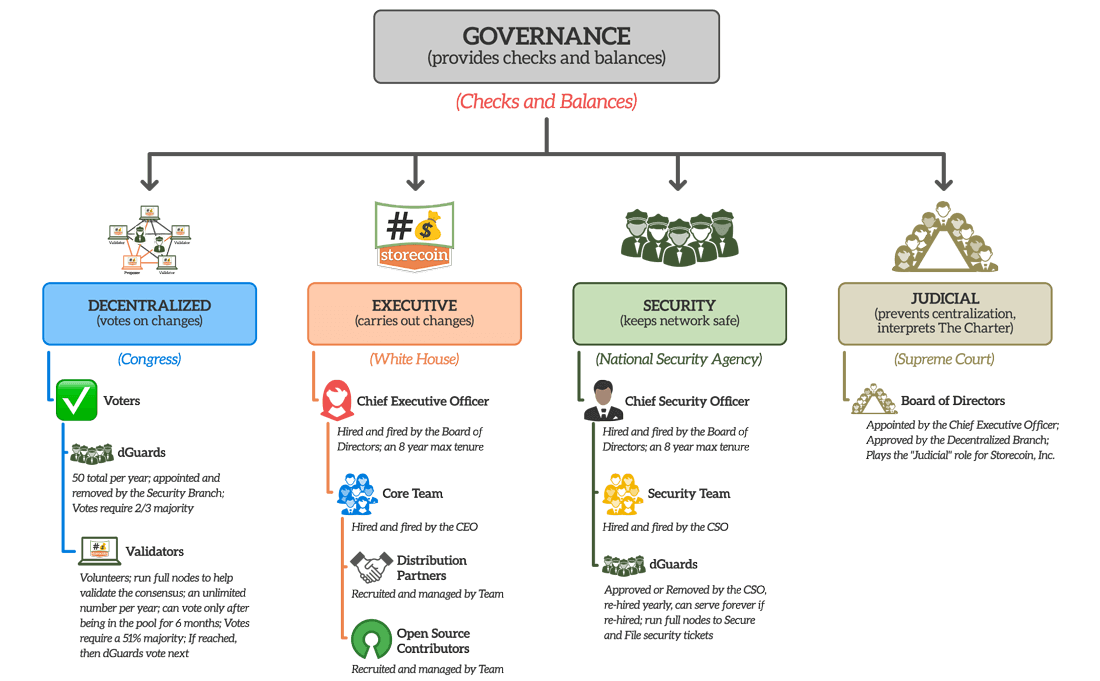 GOVERNANCE
(provides checks and balances)
(Checks and Balances)
Validator
Validator
Propose
Validator
#
storecoin
DECENTRALIZED
(votes on changes)
(Congress)
Voters
dGuards
50 total per year; appointed and
removed by the Security Branch;
Votes require 2/3 majority
Validators
Volunteers; run full nodes to help
validate the consensus; an unlimited
number per year; can vote only after
being in the pool for 6 months; Votes
require a 51% majority; If reached,
then dGuards vote next
EXECUTIVE
(carries out changes)
(White House)
Chief Executive Officer
Hired and fired by the Board of
Directors; an 8 year max tenure
Core Team
Hired and fired by the CEO
Distribution
Partners
Recruited and managed by Team
Open Source
Contributors
Recruited and managed by Team
SECURITY
(keeps network safe)
(National Security Agency)
Chief Security Officer
Hired and fired by the Board of
Directors; an 8 year max tenure
Security Team
Hired and fired by the CSO
dGuards
Approved or Removed by the CSO,
re-hired yearly, can serve forever if
re-hired; run full nodes to Secure
and File security tickets
JUDICIAL
(prevents centralization,
interprets The Charter)
(Supreme Court)
Board of Directors
Appointed by the Chief Executive Officer;
Approved by the Decentralized Branch;
Plays the "Judicial" role for Storecoin, Inc.